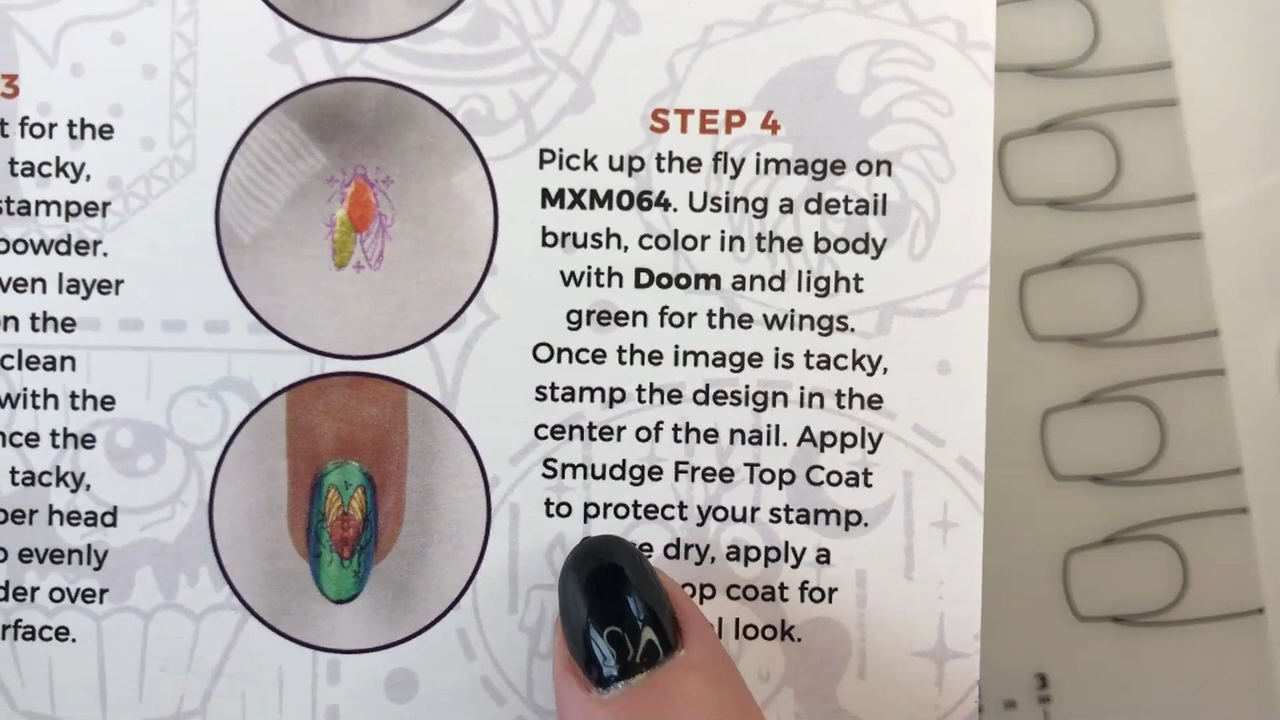 3
t for the
tacky,
stamper
powder.
ven layer
n the
clean
with the
nce the
tacky,
per head
evenly
der over
rface.
STEP 4
Pick up the fly image on
MXM064. Using a detail
brush, color in the body
with Doom and light
green for the wings.
Once the image is tacky,
stamp the design in the
center of the nail. Apply
Smudge Free Top Coat
to protect your stamp.
e dry, apply a
op coat for
l look.